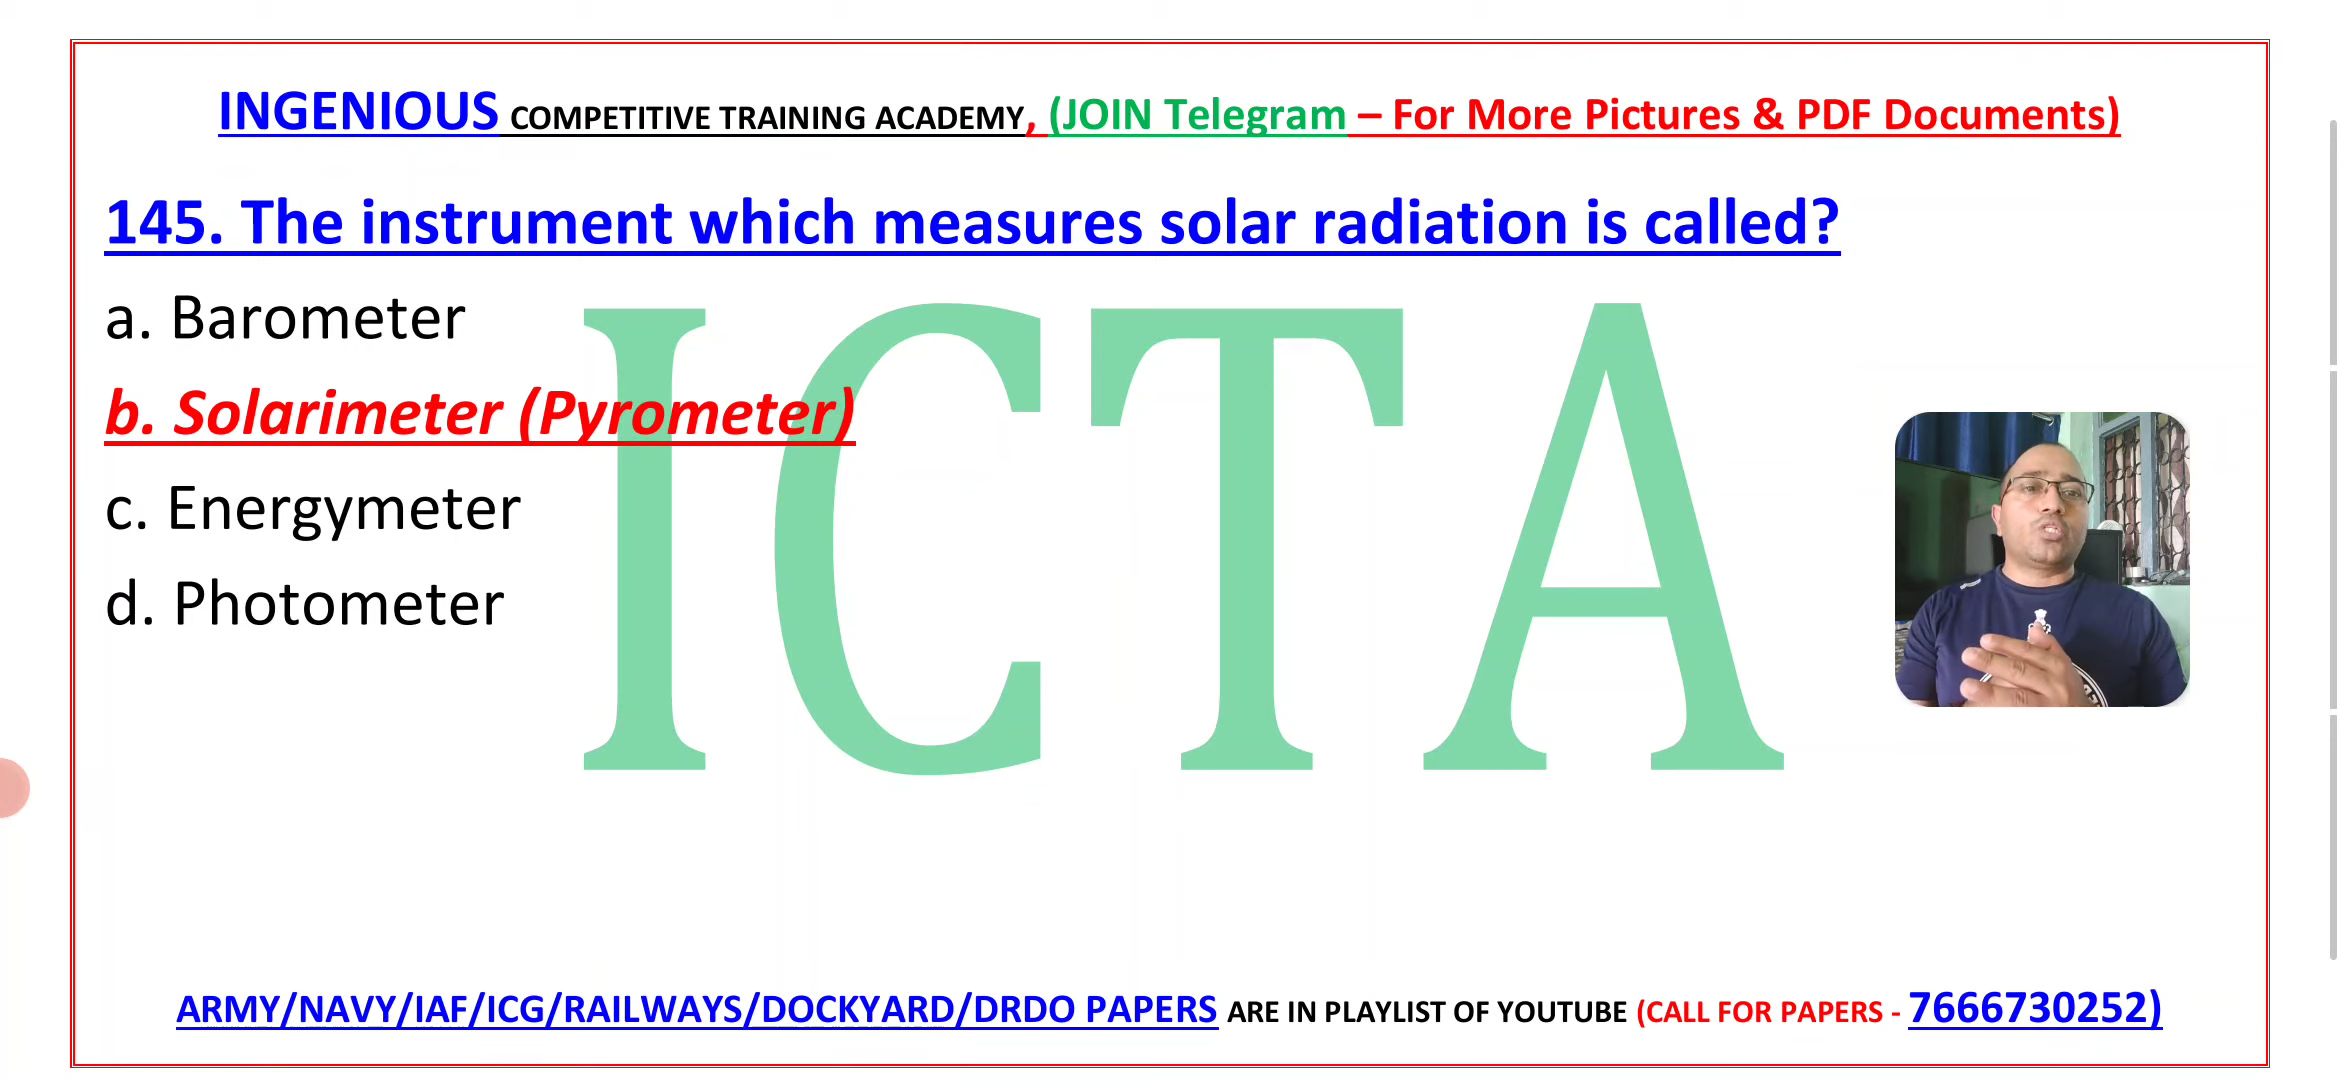 INGENIOUS COMPETITIVE TRAINING ACADEMY, (JOIN Telegram – For More Pictures & PDF Documents)
145. The instrument which measures solar radiation is called?
a. Barometer
b. Solarimeter (Pyrometer)
c. Energymeter
d. Photometer
ICTA
ARMY/NAVY/IAF/ICG/RAILWAYS/DOCKYARD/DRDO PAPERS ARE IN PLAYLIST OF YOUTUBE (CALL FOR PAPERS - 7666730252)